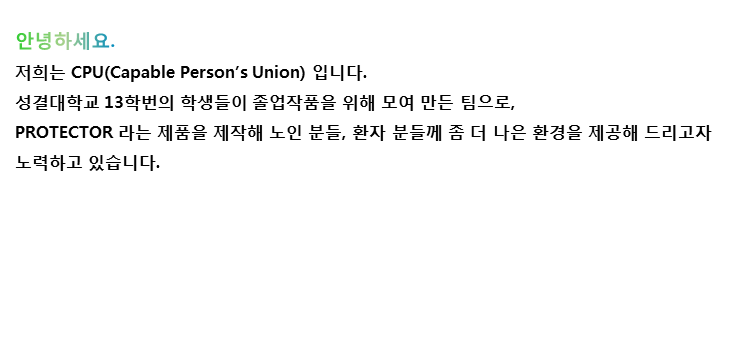 안녕하세요.
저희는 CPU(Capable Person’s Union) 입니다.
성결대학교 13학번의 학생들이 졸업작품을 위해 모여 만든 팀으로,
PROTECTOR 라는 제품을 제작해 노인 분들, 환자 분들께 좀 더 나은 환경을 제공해 드리고자
노력하고 있습니다.